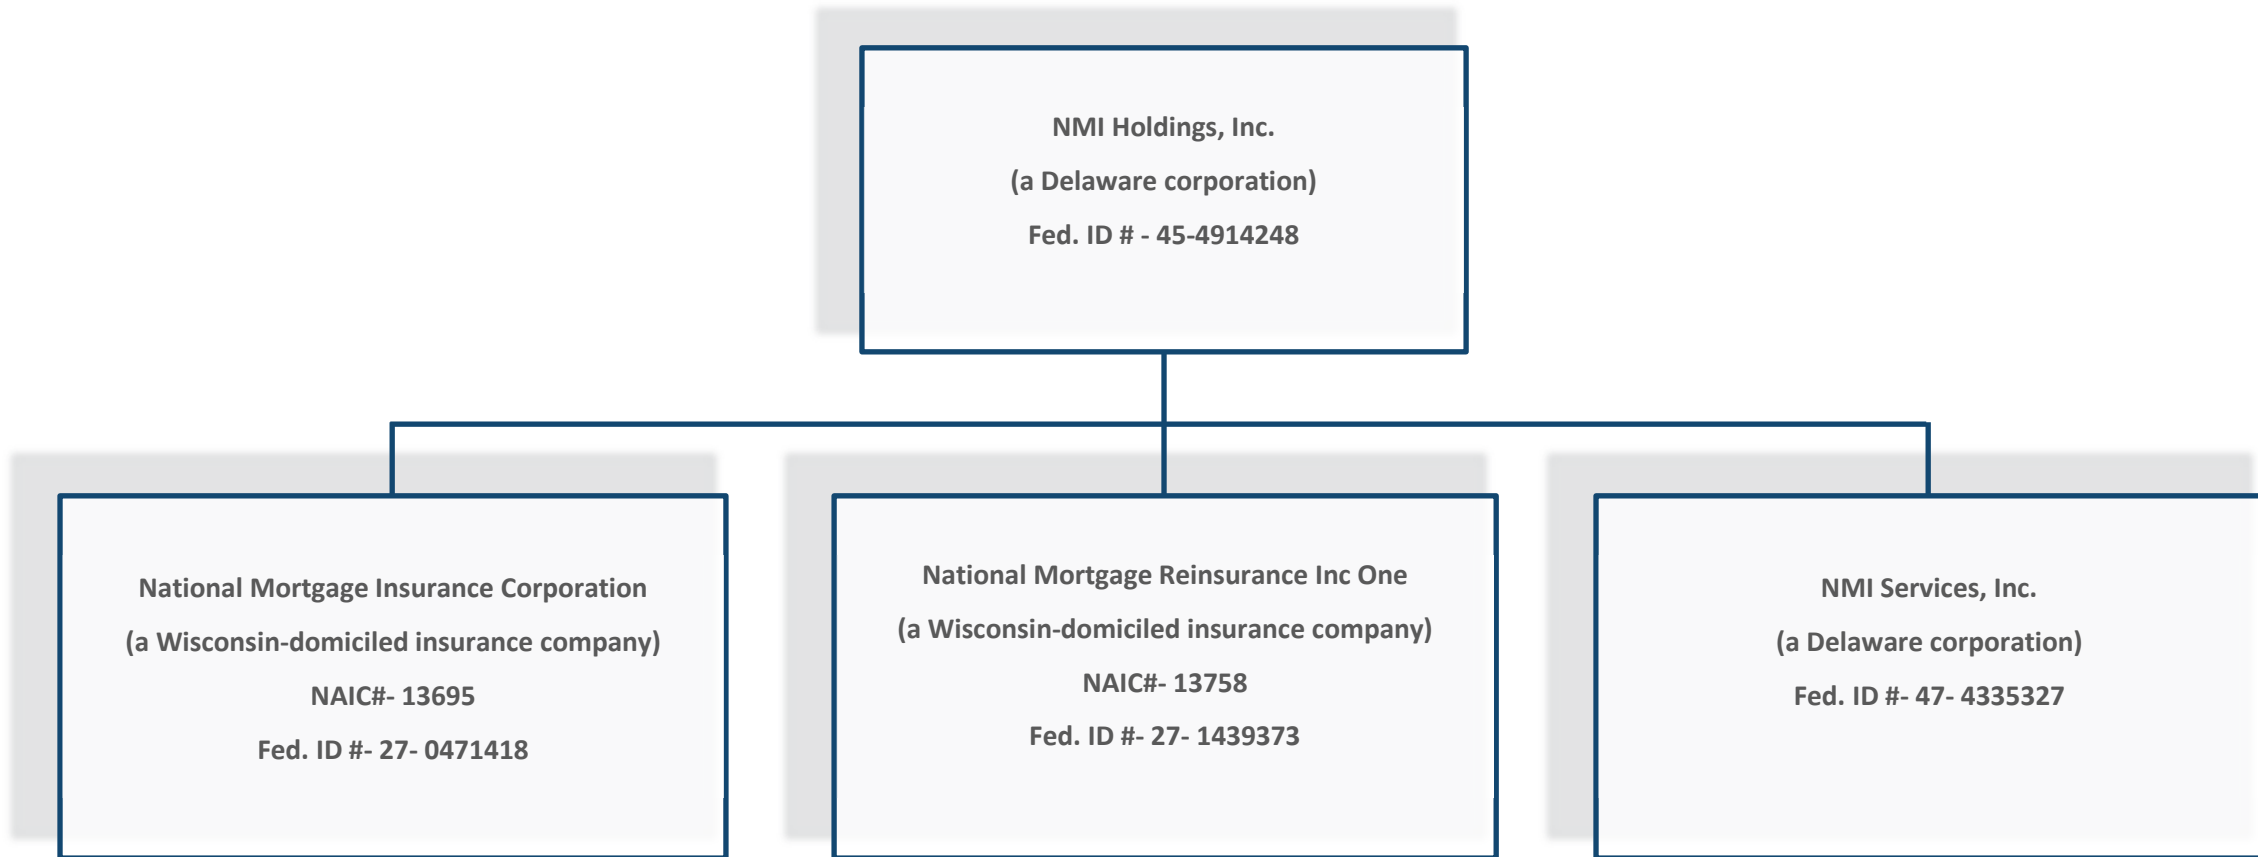 NMI Holdings, Inc.
(a Delaware corporation)
Fed. ID # - 45-4914248
National Mortgage Insurance Corporation
(a Wisconsin-domiciled insurance company)
NAIC#- 13695
Fed. ID #- 27- 0471418
National Mortgage Reinsurance Inc One
(a Wisconsin-domiciled insurance company)
NAIC#- 13758
Fed. ID #- 27- 1439373
NMI Services, Inc.
(a Delaware corporation)
Fed. ID #- 47- 4335327